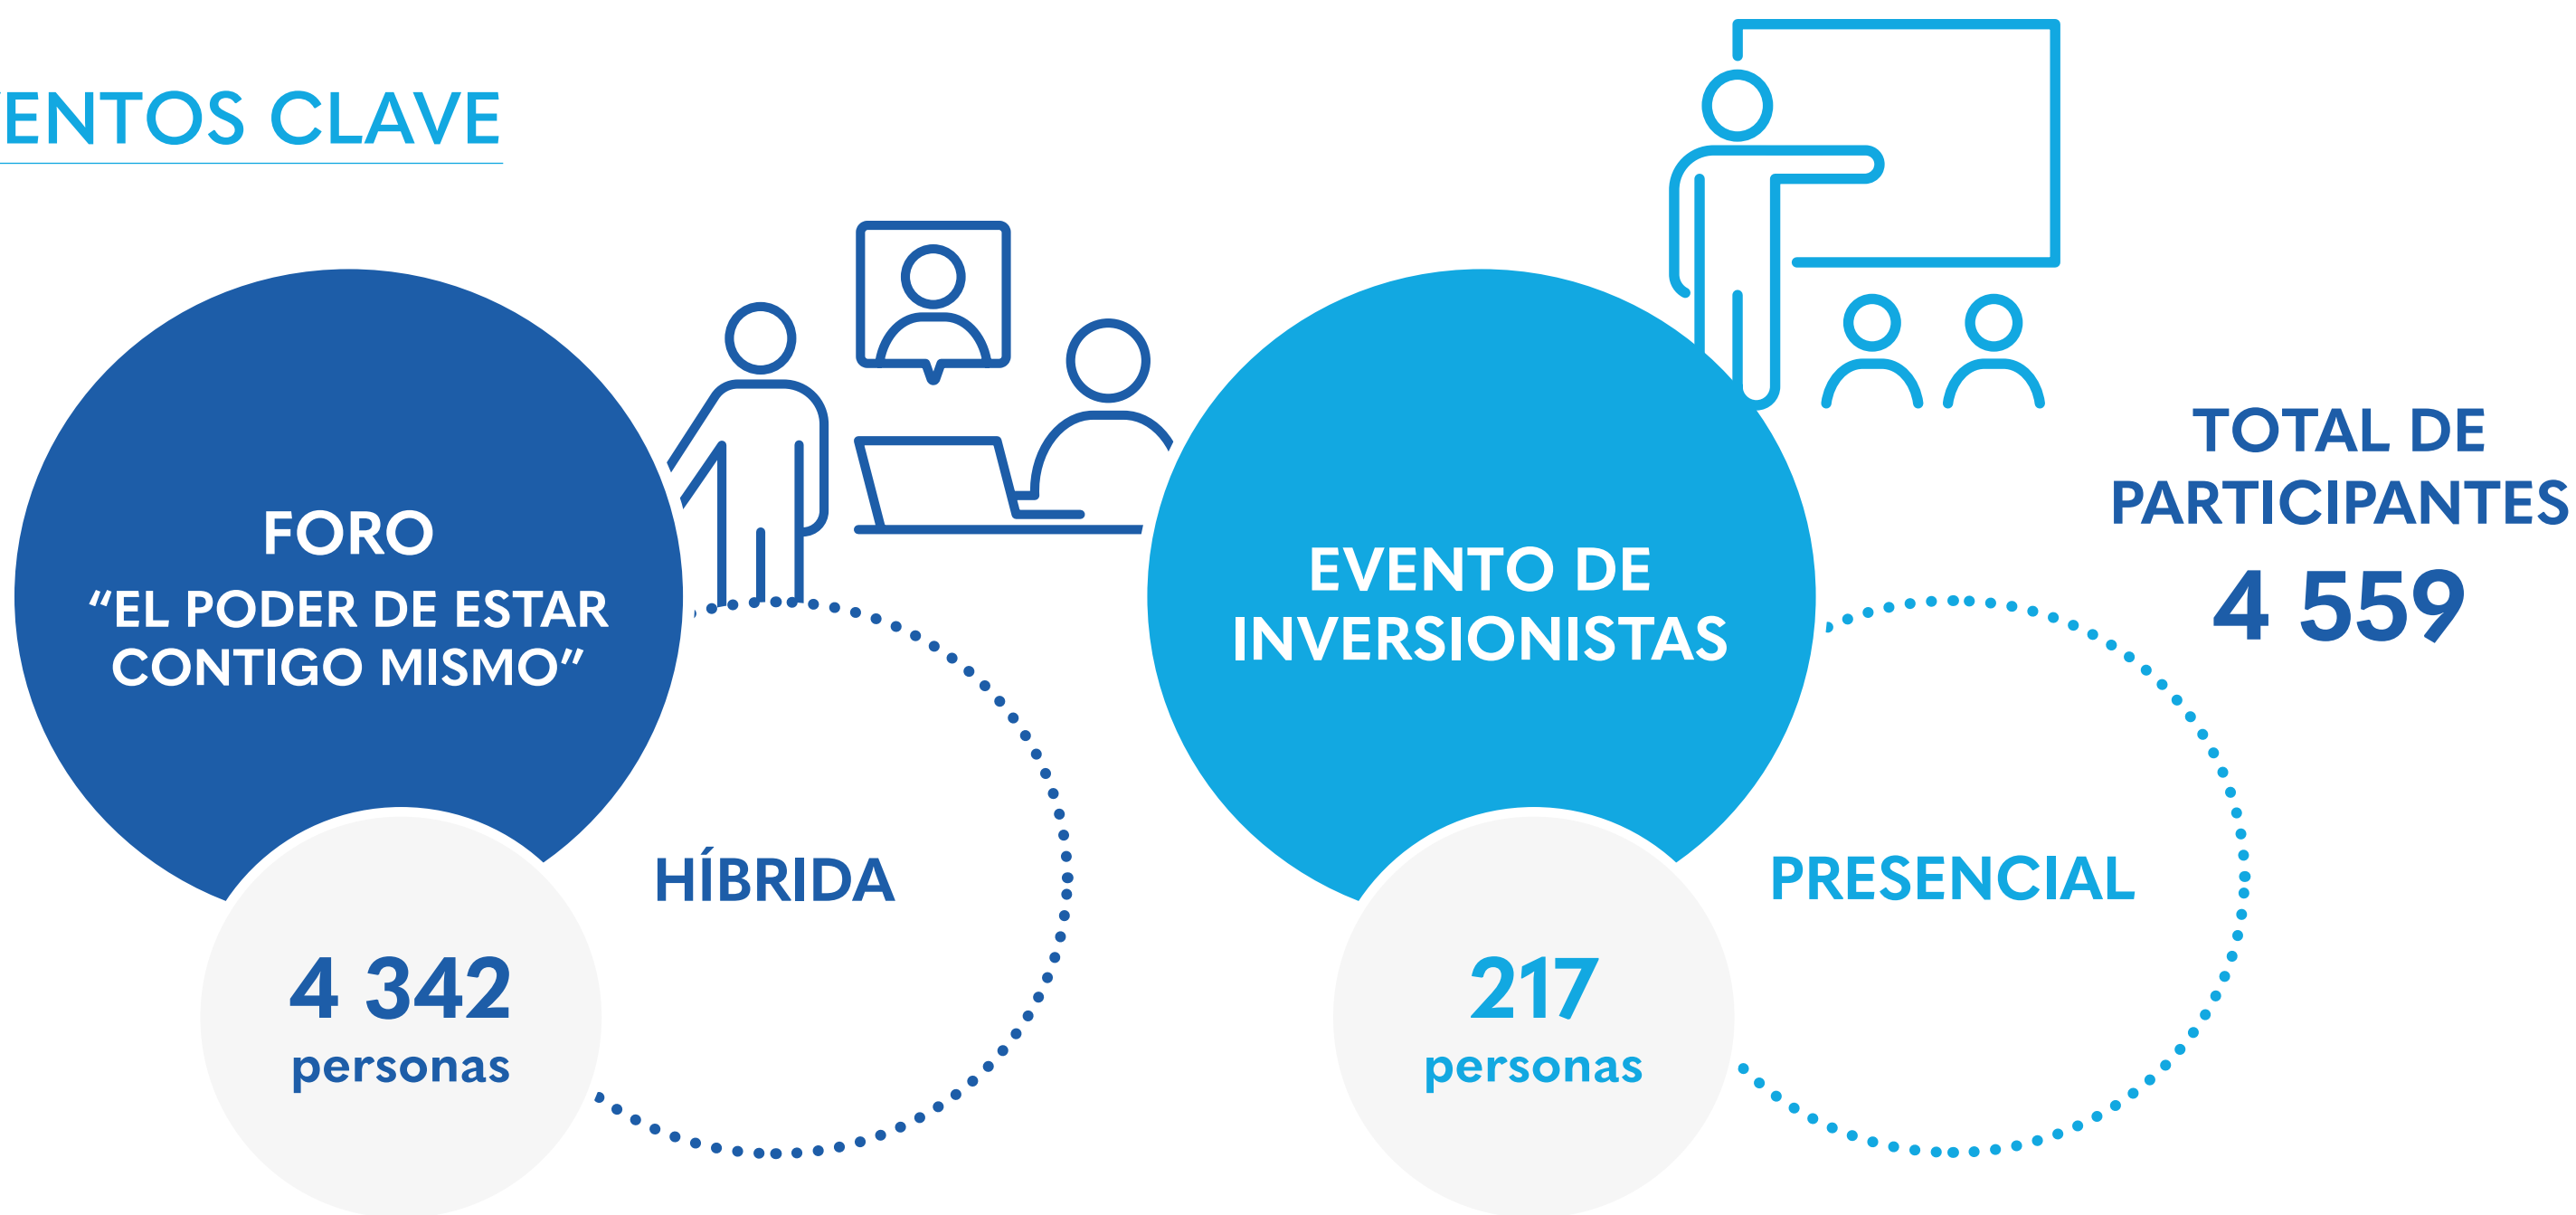 VENTOS CLAVE
FORO
“EL PODER DE ESTAR
CONTIGO MISMO”
4 342
personas
HÍBRIDA
EVENTO DE
INVERSIONISTAS
217
personas
PRESENCIAL
TOTAL DE
PARTICIPANTES
4 559